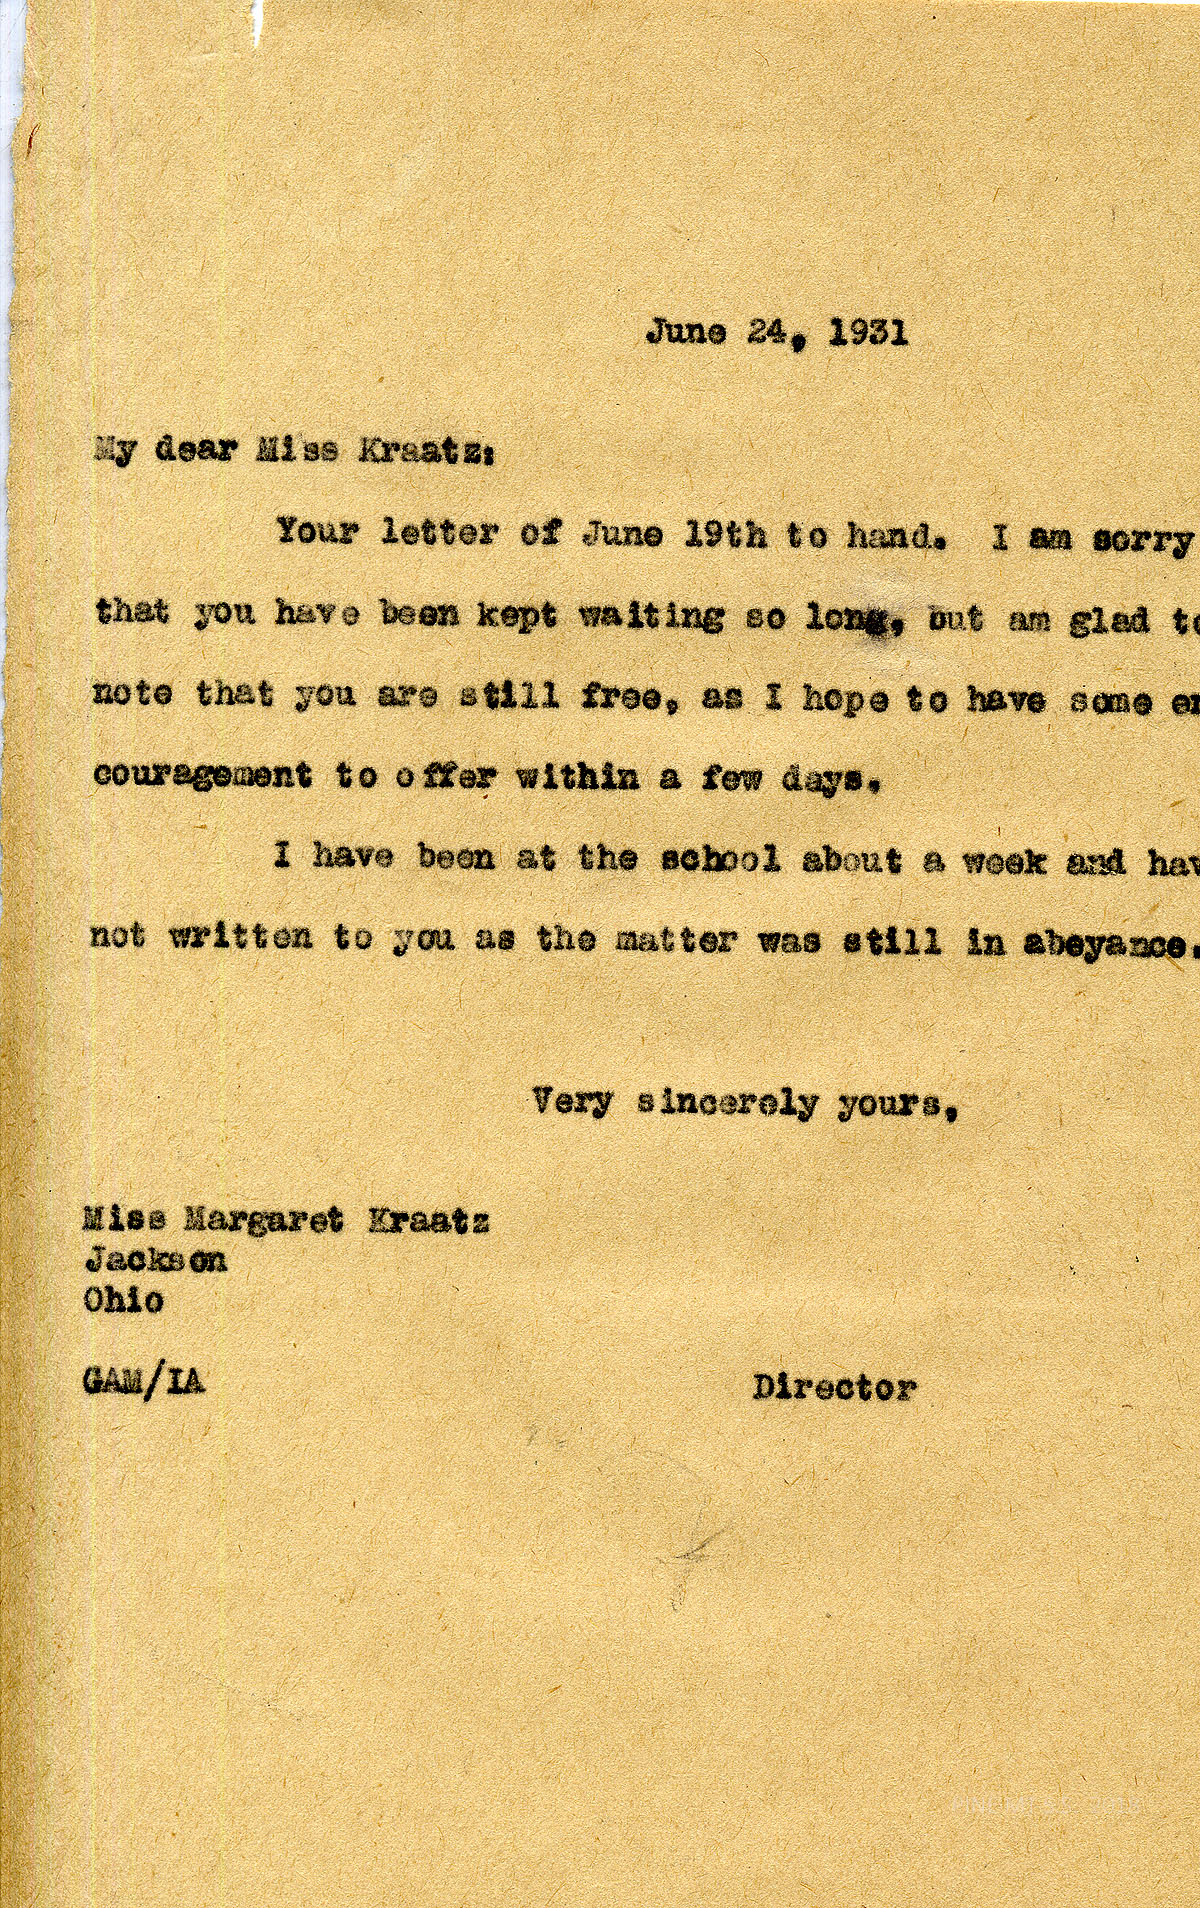 June 24, 1931
My dear Miss Kraatz:
Your letter of June 19th to hand. I am sorry
that you have been kept waiting so long, but am glad to
note that you are still free, as I hope to have some en
couragement to offer within a few days.
I have been at the school about a week and hav
not written to you as the matter was still in abeyance.
Very sincerely yours,
Miss Margaret Kraatz
Jackson
Ohio
GAM/IA
Director